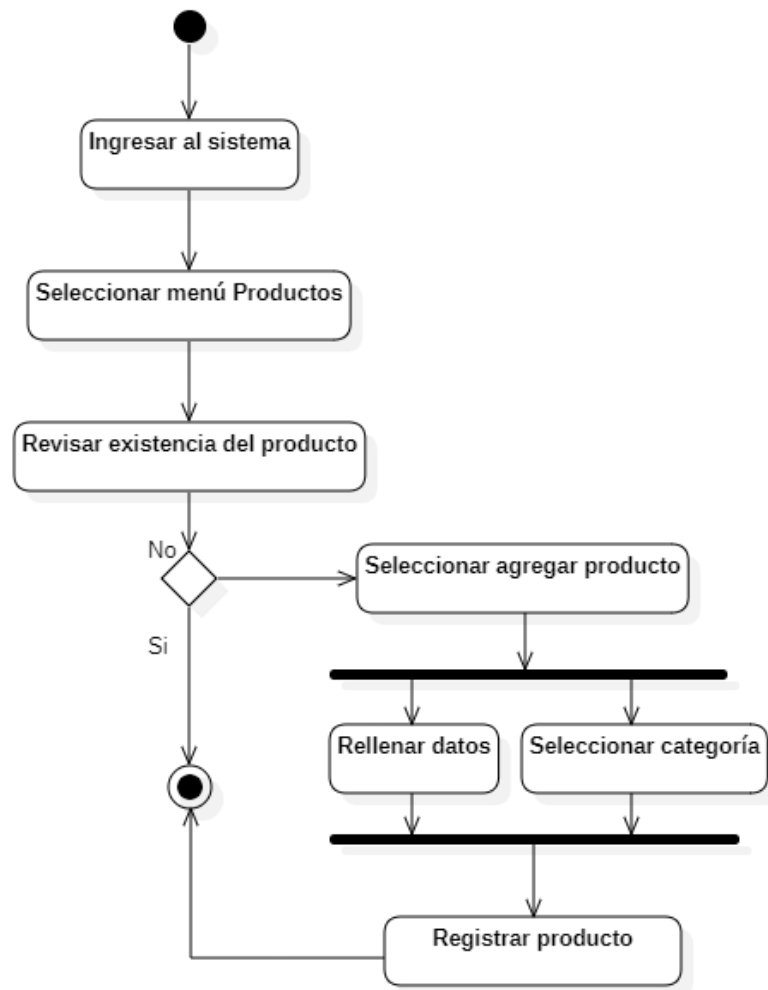 Ingresar al sistema
Seleccionar menú Productos
Revisar existencia del producto
No
Seleccionar agregar producto
Si
Rellenar datos
Seleccionar categoría
Registrar producto